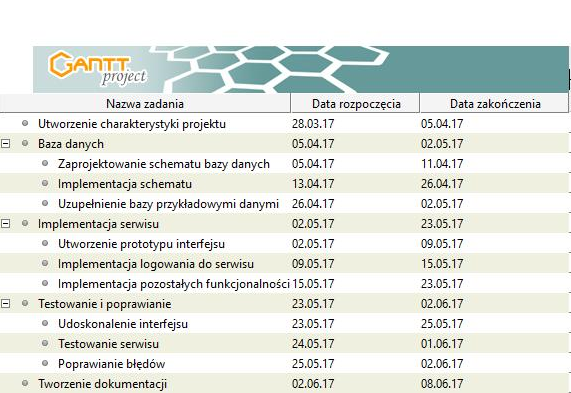 GANTT
project
Nazwa zadania Data rozpoczęcia Data zakończenia
Utworzenie charakterystyki projektu 28.03.17 05.04.17
Baza danych 05.04.17 02.05.17
Zaprojektowanie schematu bazy danych 05.04.17 11.04.17
Implementacja schematu 13.04.17 26.04.17
Uzupełnienie bazy przykładowymi danymi 26.04.17 02.05.17
Implementacja serwisu 02.05.17 23.05.17
Utworzenie prototypu interfejsu 02.05.17 09.05.17
Implementacja logowania do serwisu 09.05.17 15.05.17
Implementacja pozostałych funkcjonalności 15.05.17 23.05.17
Testowanie i poprawianie 23.05.17 02.06.17
Udoskonalenie interfejsu 23.05.17 25.05.17
Testowanie serwisu 24.05.17 01.06.17
Poprawianie błędów 25.05.17 02.06.17
Tworzenie dokumentacji 02.06.17 08.06.17